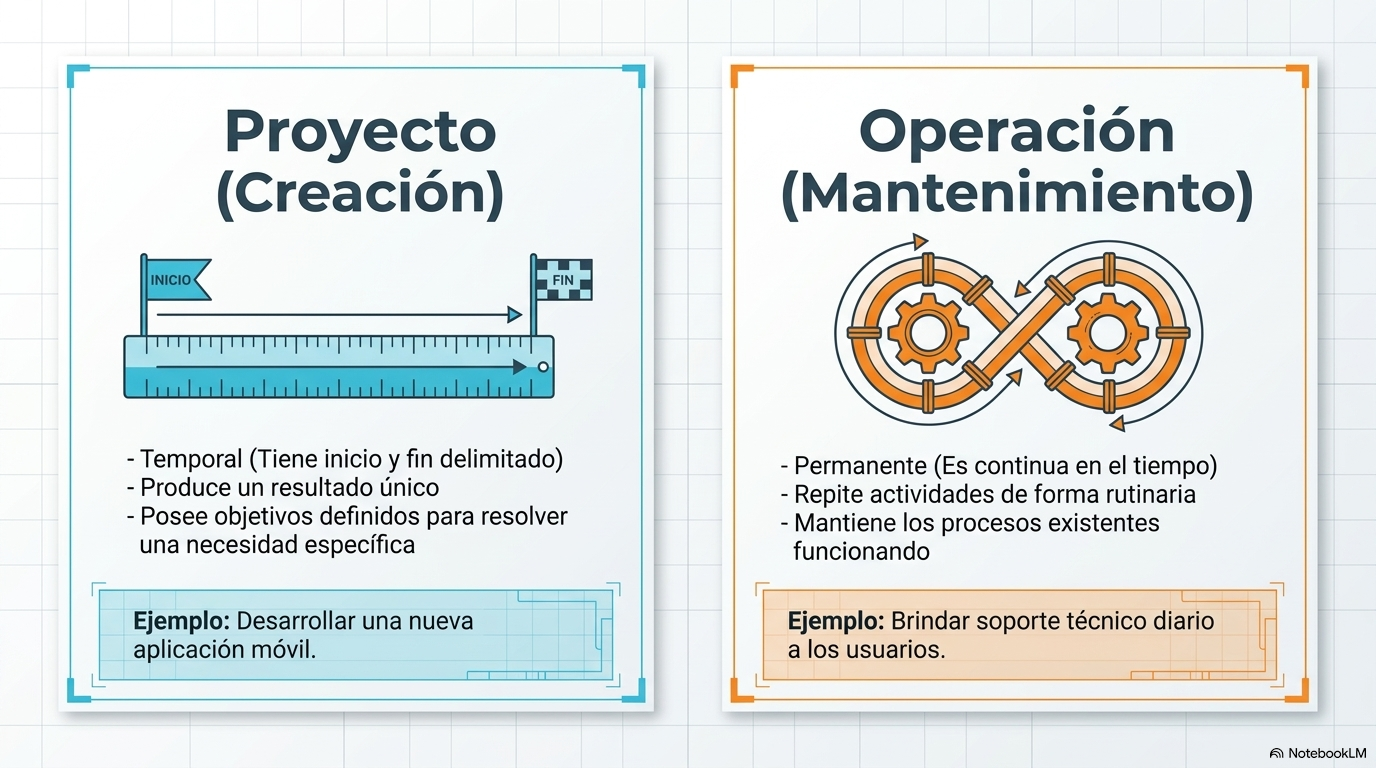 Proyecto
(Creación)
INICIO
FIN
- Temporal (Tiene inicio y fin delimitado)
- Produce un resultado único
- Posee objetivos definidos para resolver
una necesidad específica
Ejemplo: Desarrollar una nueva
aplicación móvil.
Operación
(Mantenimiento)
- Permanente (Es continua en el tiempo)
- Repite actividades de forma rutinaria
- Mantiene los procesos existentes
funcionando
Ejemplo: Brindar soporte técnico diario
a los usuarios.
NotebookLM